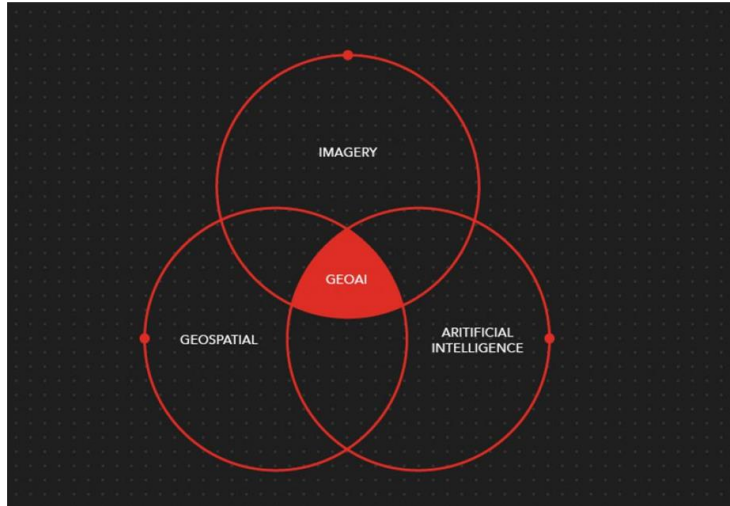 IMAGERY
GEOAI
GEOSPATIAL
ARITIFICIAL
INTELLIGENCE